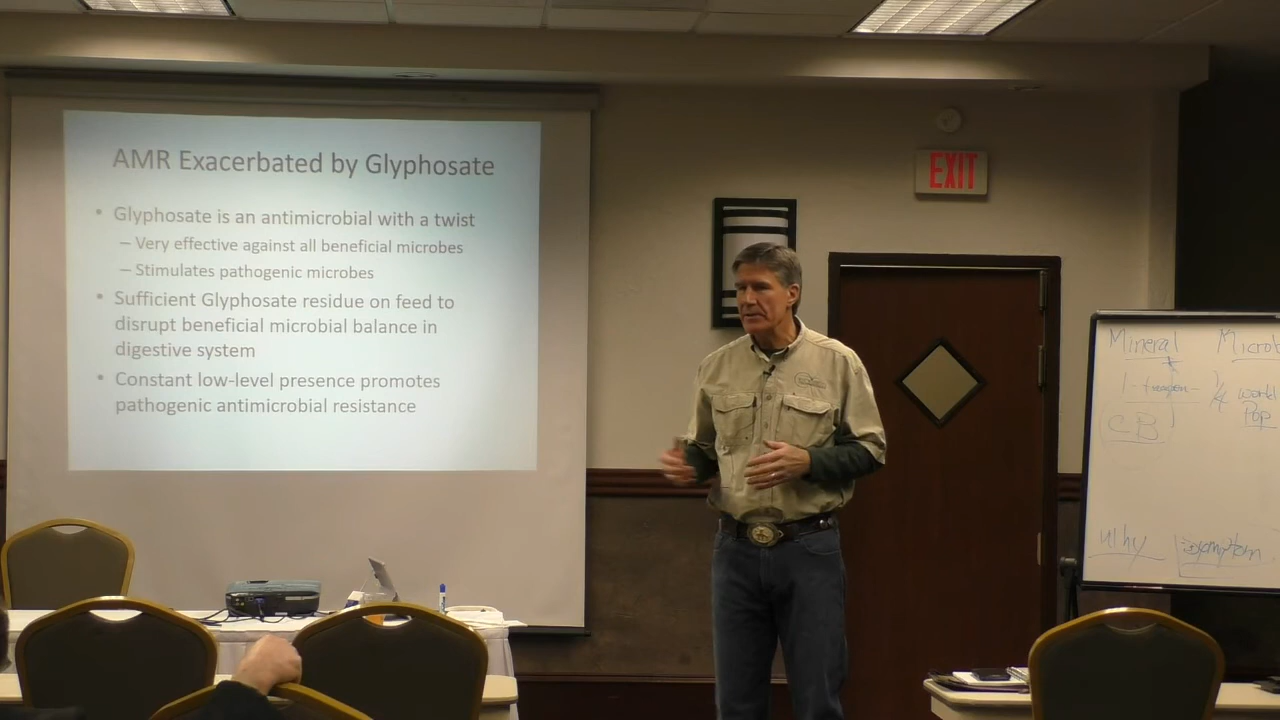 AMR Exacerbated by Glyphosate
• Glyphosate is an antimicrobial with a twist
– Very effective against all beneficial microbes
– Stimulates pathogenic microbes
• Sufficient Glyphosate residue on feed to
disrupt beneficial microbial balance in
digestive system
• Constant low-level presence promotes
pathogenic antimicrobial resistance
EXIT
Mineral Microb
world
CB Pop
Why Symptom